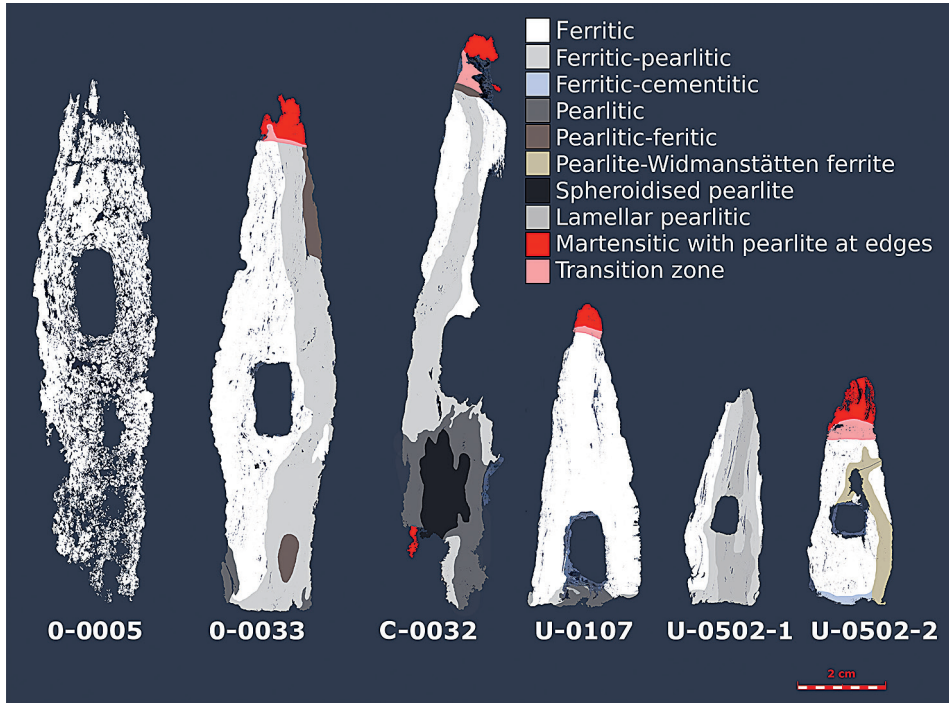 Ferritic
Ferritic-pearlitic
Ferritic-cementitic
Pearlitic
Pearlitic-feritic
Pearlite-Widmanstätten ferrite
Spheroidised pearlite
Lamellar pearlitic
Martensitic with pearlite at edges
Transition zone
0-0005 0-0033 C-0032 U-0107 U-0502-1 U-0502-2
2 cm